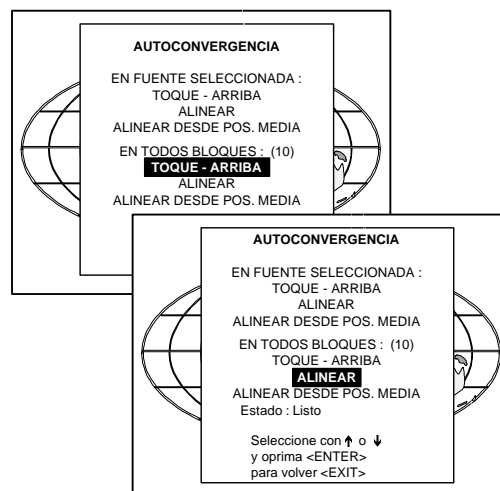 AUTOCONVERGENCIA
EN FUENTE SELECCIONADA :
TOQUE - ARRIBA
ALINEAR
ALINEAR DESDE POS. MEDIA
EN TODOS BLOQUES : (10)
TOQUE - ARRIBA
ALINEAR
ALINEAR DESDE POS. MEDIA
AUTOCONVERGENCIA
EN FUENTE SELECCIONADA :
TOQUE - ARRIBA
ALINEAR
ALINEAR DESDE POS. MEDIA
EN TODOS BLOQUES : (10)
TOQUE - ARRIBA
ALINEAR
ALINEAR DESDE POS. MEDIA
Estado : Listo
Seleccione con ↑ o ↓
y oprima <ENTER>
para volver <EXIT>